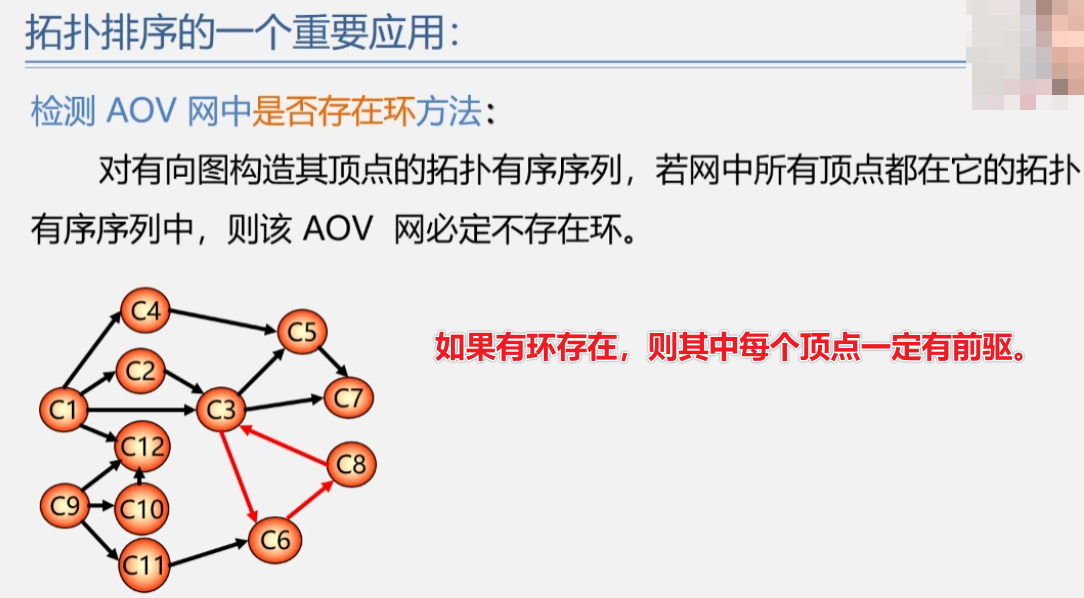 拓扑排序的一个重要应用：
检测 AOV 网中是否存在环方法：
对有向图构造其顶点的拓扑有序序列，若网中所有顶点都在它的拓扑
有序序列中，则该 AOV 网必定不存在环。
C4
C5
如果有环存在，则其中每个顶点一定有前驱。
C2
C7
C1
C3
C12
C8
C9
C10
C6
C11